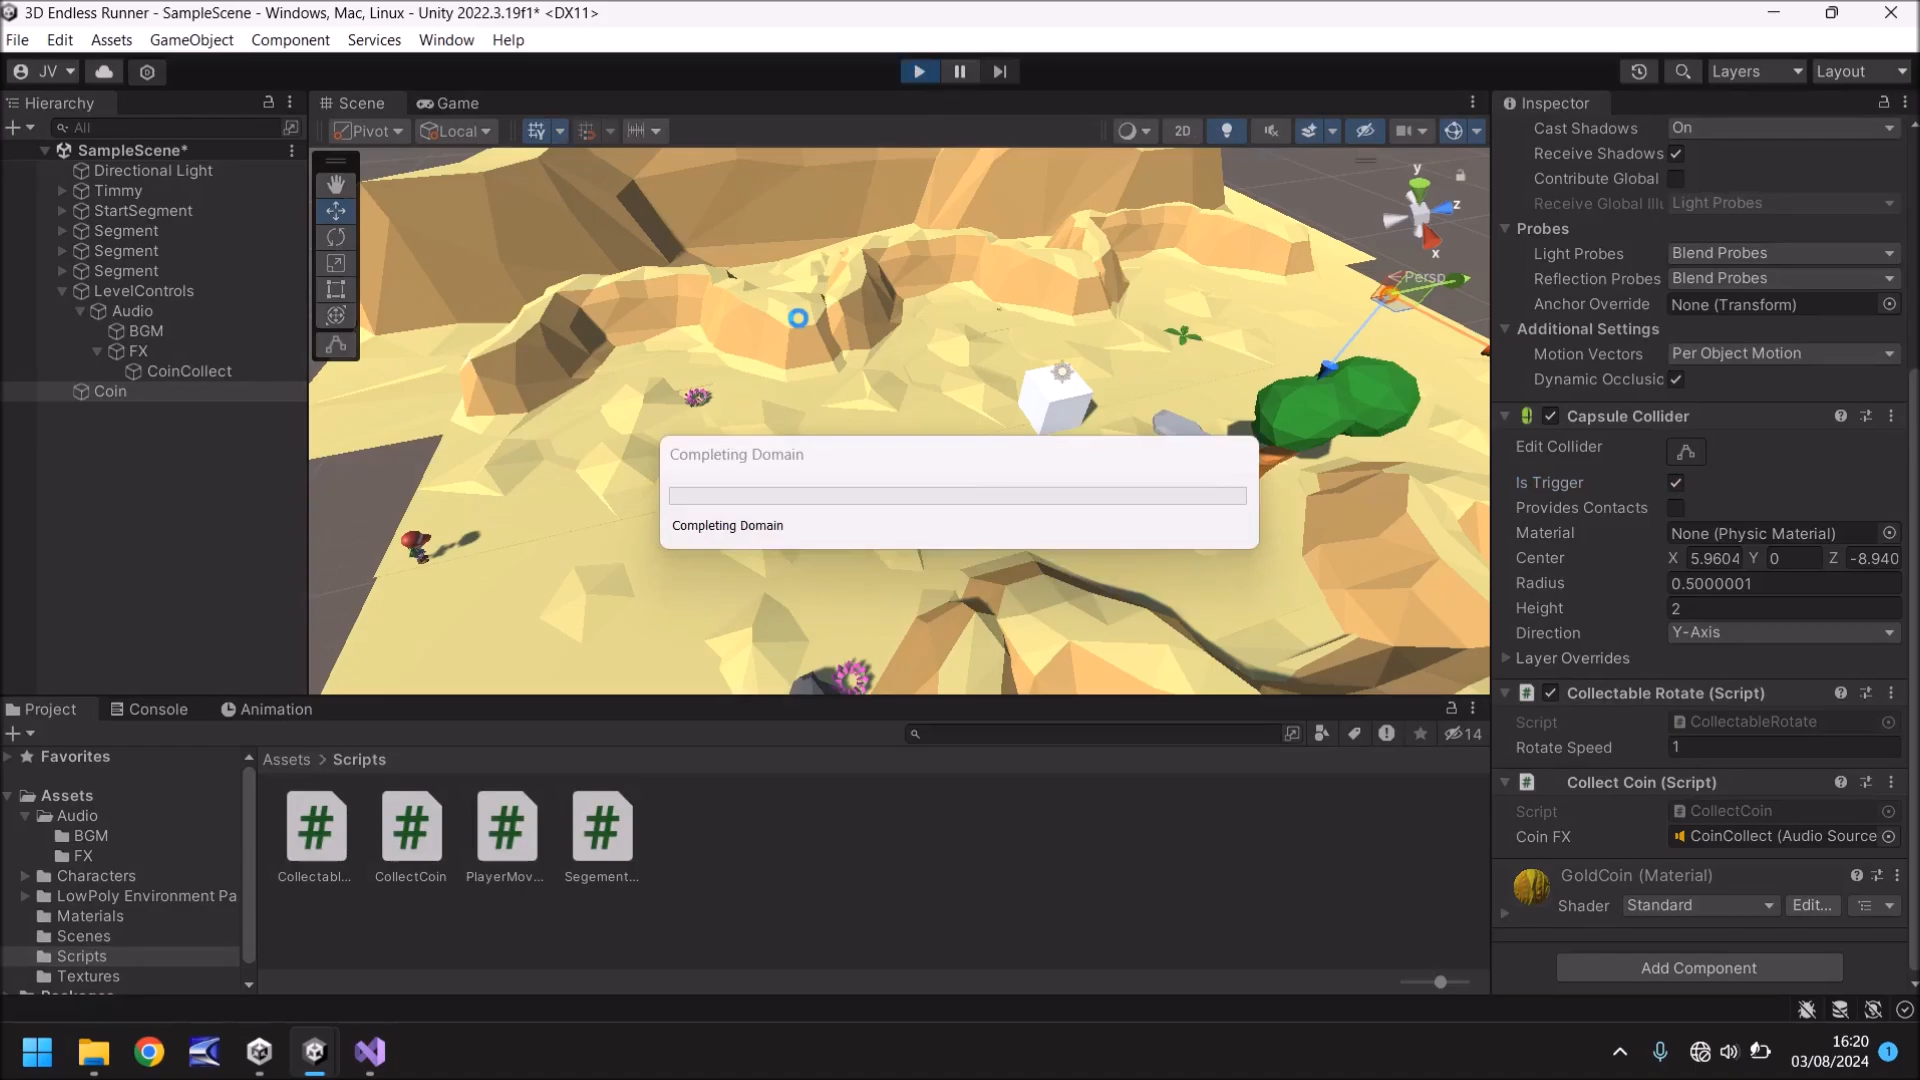 3D Endless Runner - SampleScene - Windows, Mac, Linux - Unity 2022.3.19f1* <DX11>
File Edit Assets GameObject Component Services Window Help
JV Layers Layout
Hierarchy
All
SampleScene*
Directional Light
Timmy
StartSegment
Segment
Segment
Segment
LevelControls
Audio
BGM
FX
CoinCollect
Coin
Scene Game
Pivot Local 2D
y
z
x
Persp
Completing Domain
Completing Domain
Inspector
Cast Shadows On
Receive Shadows
Contribute Global
Receive Global Illu Light Probes
Probes
Light Probes Blend Probes
Reflection Probes Blend Probes
Anchor Override None (Transform)
Additional Settings
Motion Vectors Per Object Motion
Dynamic Occlusic
Capsule Collider
Edit Collider
Is Trigger
Provides Contacts
Material None (Physic Material)
Center X 5.9604 Y 0 Z -8.940
Radius 0.5000001
Height 2
Direction Y-Axis
Layer Overrides
# Collectable Rotate (Script)
Script CollectableRotate
Rotate Speed 1
# Collect Coin (Script)
Script CollectCoin
Coin FX CoinCollect (Audio Source
GoldCoin (Material)
Shader Standard Edit...
Add Component
Project Console Animation
14
Favorites
Assets
Audio
BGM
FX
Characters
LowPoly Environment Pa
Materials
Scenes
Scripts
Textures
Assets > Scripts
# # # #
Collectabl... CollectCoin PlayerMov... Segement...
16:20
03/08/2024
1